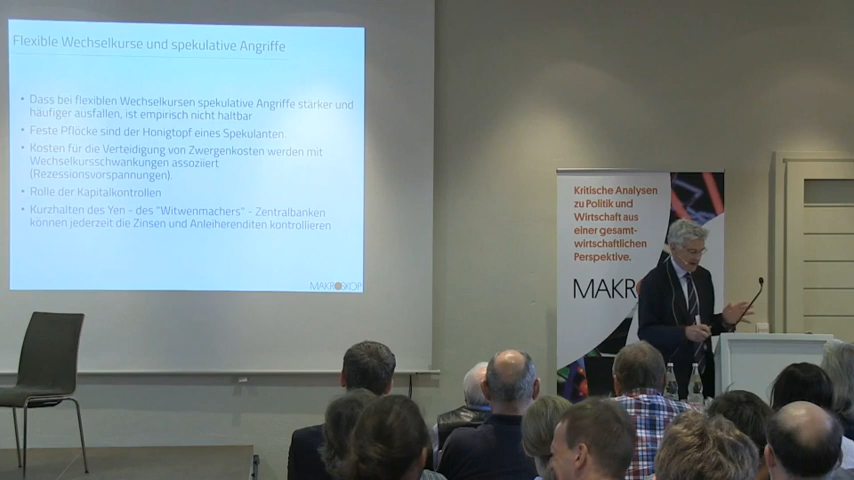 Flexible Wechselkurse und spekulative Angriffe
• Dass bei flexiblen Wechselkursen spekulative Angriffe stärker und
häufiger ausfallen, ist empirisch nicht haltbar
• Feste Pflöcke sind der Honigtopf eines Spekulanten.
• Kosten für die Verteidigung von Zwergenkosten werden mit
Wechselkursschwankungen assoziiert
(Rezessionsvorspannungen).
• Rolle der Kapitalkontrollen
• Kurzhalten des Yen - des "Witwenmachers" - Zentralbanken
können jederzeit die Zinsen und Anleiherenditen kontrollieren
MAKROSKOP
Kritische Analysen
zu Politik und
Wirtschaft aus
einer gesamt-
wirtschaftlichen
Perspektive.
MAKR